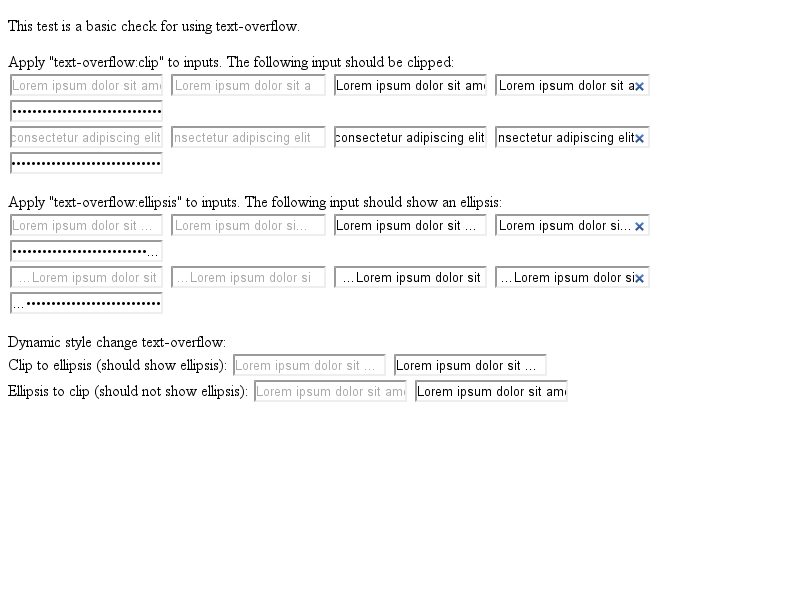 This test is a basic check for using text-overflow.
Apply "text-overflow:clip" to inputs. The following input should be clipped:
Lorem ipsum dolor sit ame Lorem ipsum dolor sit a Lorem ipsum dolor sit ame Lorem ipsum dolor sit a
••••••••••••••••••••••••••••••
consectetur adipiscing elit nsectetur adipiscing elit consectetur adipiscing elit nsectetur adipiscing elit
••••••••••••••••••••••••••••••
Apply "text-overflow:ellipsis" to inputs. The following input should show an ellipsis:
Lorem ipsum dolor sit … Lorem ipsum dolor si… Lorem ipsum dolor sit … Lorem ipsum dolor si…
•••••••••••••••••••••••••••…
…Lorem ipsum dolor sit …Lorem ipsum dolor si …Lorem ipsum dolor sit …Lorem ipsum dolor si
…•••••••••••••••••••••••••••
Dynamic style change text-overflow:
Clip to ellipsis (should show ellipsis): Lorem ipsum dolor sit … Lorem ipsum dolor sit …
Ellipsis to clip (should not show ellipsis): Lorem ipsum dolor sit ame Lorem ipsum dolor sit ame